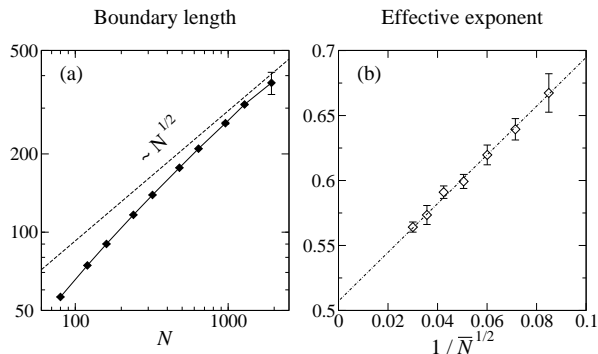 Boundary length
Effective exponent
(a)
~ N^1/2
500
200
100
50
100
1000
N
(b)
0.7
0.65
0.6
0.55
0.5
0
0.02
0.04
0.06
0.08
0.1
1 / N̅^1/2